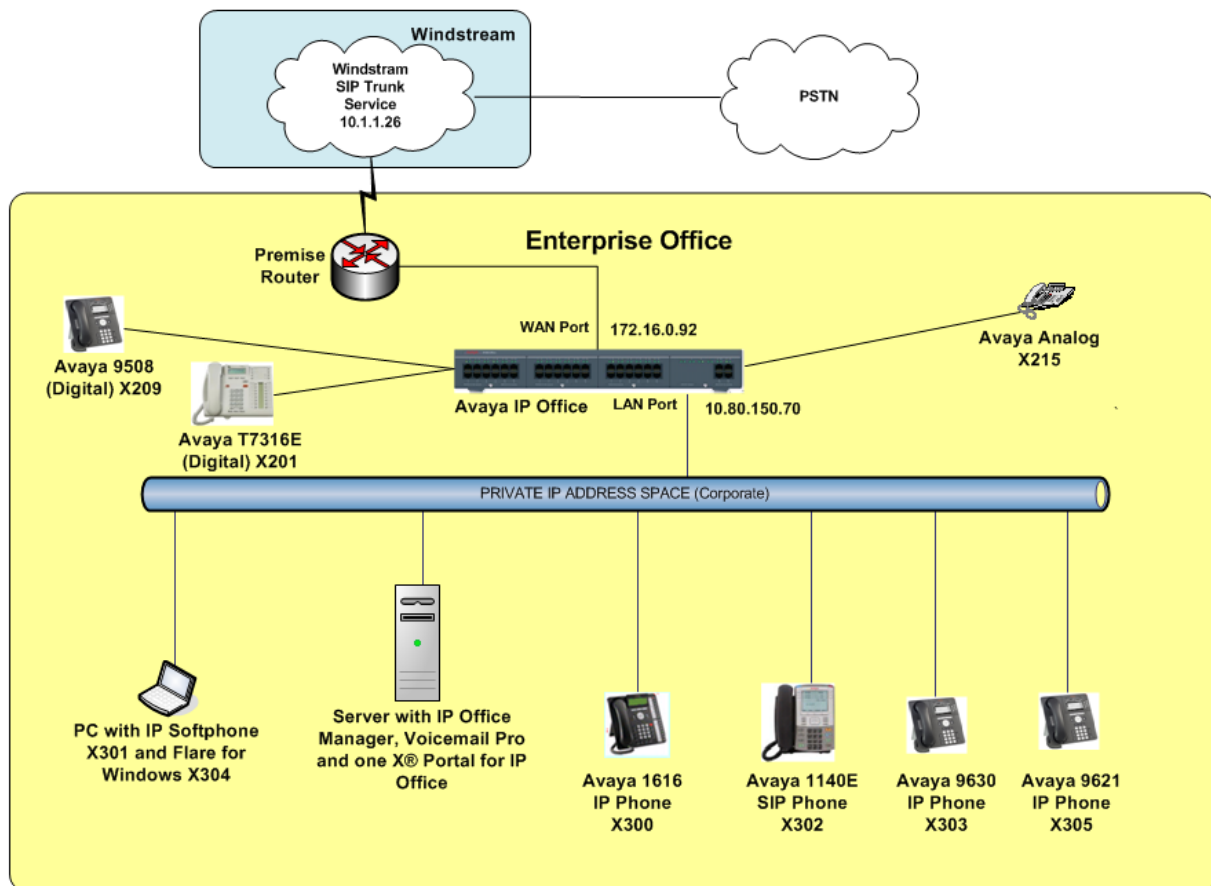 Windstream
Windstram
SIP Trunk
Service
10.1.1.26
PSTN
Enterprise Office
Premise
Router
WAN Port
172.16.0.92
Avaya 9508
(Digital) X209
Avaya Analog
X215
Avaya T7316E
(Digital) X201
Avaya IP Office
LAN Port
10.80.150.70
PRIVATE IP ADDRESS SPACE (Corporate)
PC with IP Softphone
X301 and Flare for
Windows X304
Server with IP Office
Manager, Voicemail Pro
and one X® Portal for IP
Office
Avaya 1616
IP Phone
X300
Avaya 1140E
SIP Phone
X302
Avaya 9630
IP Phone
X303
Avaya 9621
IP Phone
X305